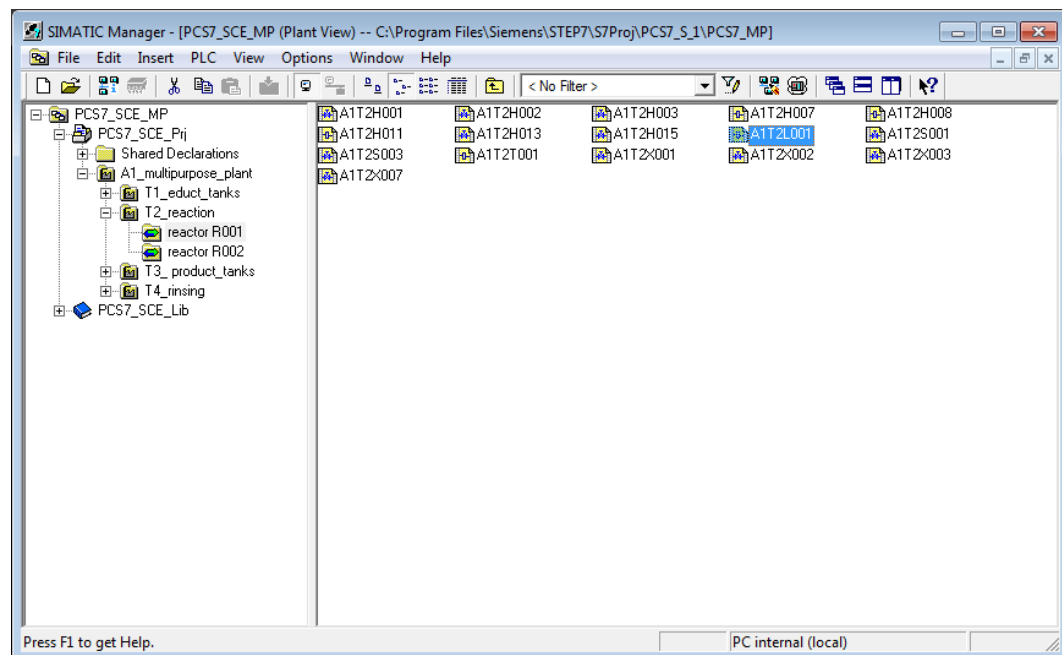 SIMATIC Manager - [PCS7_SCE_MP (Plant View) -- C:\Program Files\Siemens\STEP7\S7Proj\PCS7_S_1\PCS7_MP]
File Edit Insert PLC View Options Window Help
< No Filter >
PCS7_SCE_MP
PCS7_SCE_Prj
Shared Declarations
A1_multipurpose_plant
T1_educt_tanks
T2_reaction
reactor R001
reactor R002
T3_ product_tanks
T4_rinsing
PCS7_SCE_Lib
A1T2H001 A1T2H002 A1T2H003 A1T2H007 A1T2H008
A1T2H011 A1T2H013 A1T2H015 A1T2L001 A1T2S001
A1T2S003 A1T2T001 A1T2X001 A1T2X002 A1T2X003
A1T2X007
Press F1 to get Help. PC internal (local)